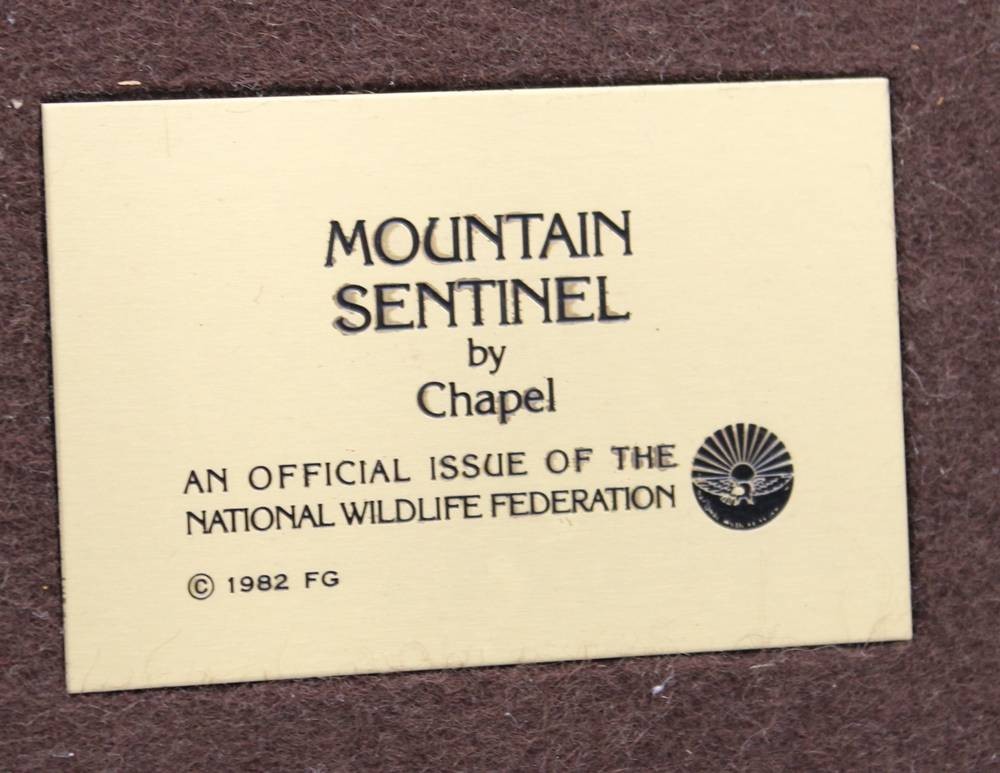 MOUNTAIN
SENTINEL
by
Chapel
AN OFFICIAL ISSUE OF THE
NATIONAL WILDLIFE FEDERATION
© 1982 FG